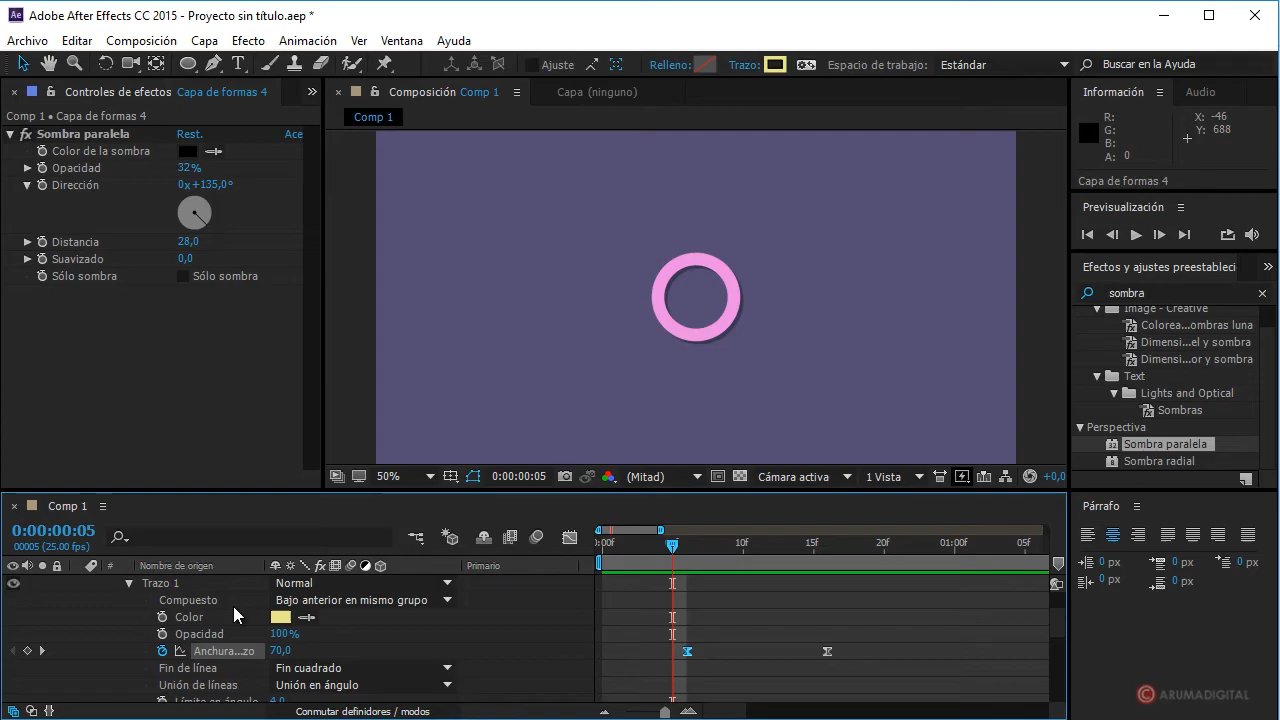 Adobe After Effects CC 2015 - Proyecto sin título.aep *
Archivo Editar Composición Capa Efecto Animación Ver Ventana Ayuda
Ajuste Relleno: Trazo: Espacio de trabajo: Estándar Buscar en la Ayuda
Controles de efectos Capa de formas 4
Comp 1 • Capa de formas 4
Sombra paralela Rest. Ace
Color de la sombra
Opacidad 32%
Dirección 0x+135,0°
Distancia 28,0
Suavizado 0,0
Sólo sombra Sólo sombra
Composición Comp 1 Capa (ninguno)
Comp 1
50% 0:00:00:05 (Mitad) Cámara activa 1 Vista +0,0
Información Audio
R: X: -46
G: Y: 688
B:
A: 0
Capa de formas 4
Previsualización
Efectos y ajustes preestableci
sombra
Image - Creative
Colorea...ombras luna
Dimensi...el y sombra
Dimensi...or y sombra
Text
Lights and Optical
Sombras
Perspectiva
32 Sombra paralela
8 Sombra radial
Comp 1
0:00:00:05
00005 (25.00 fps)
# Nombre de origen Primario
0:00f 10f 15f 20f 01:00f 05f
Trazo 1 Normal
Compuesto Bajo anterior en mismo grupo
Color
Opacidad 100%
Anchura...zo 70,0
Fin de línea Fin cuadrado
Unión de líneas Unión en ángulo
Límite en ángulo 4,0
Conmutar definidores / modos
Párrafo
0 px 0 px 0 px
0 px 0 px
© ARUMADIGITAL